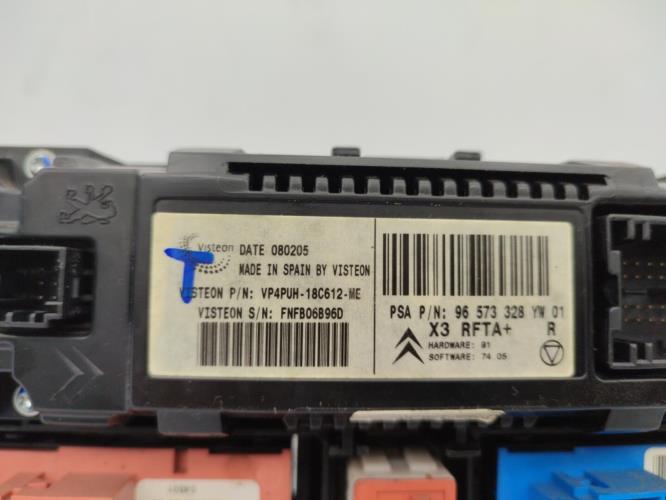 Visteon DATE 080205
MADE IN SPAIN BY VISTEON
T
VISTEON P/N: VP4PUH-18C612-ME
VISTEON S/N: FNFB06B96D
PSA P/N: 96 573 328 YW 01
X3 RFTA+ R
HARDWARE: 91
SOFTWARE: 74 05